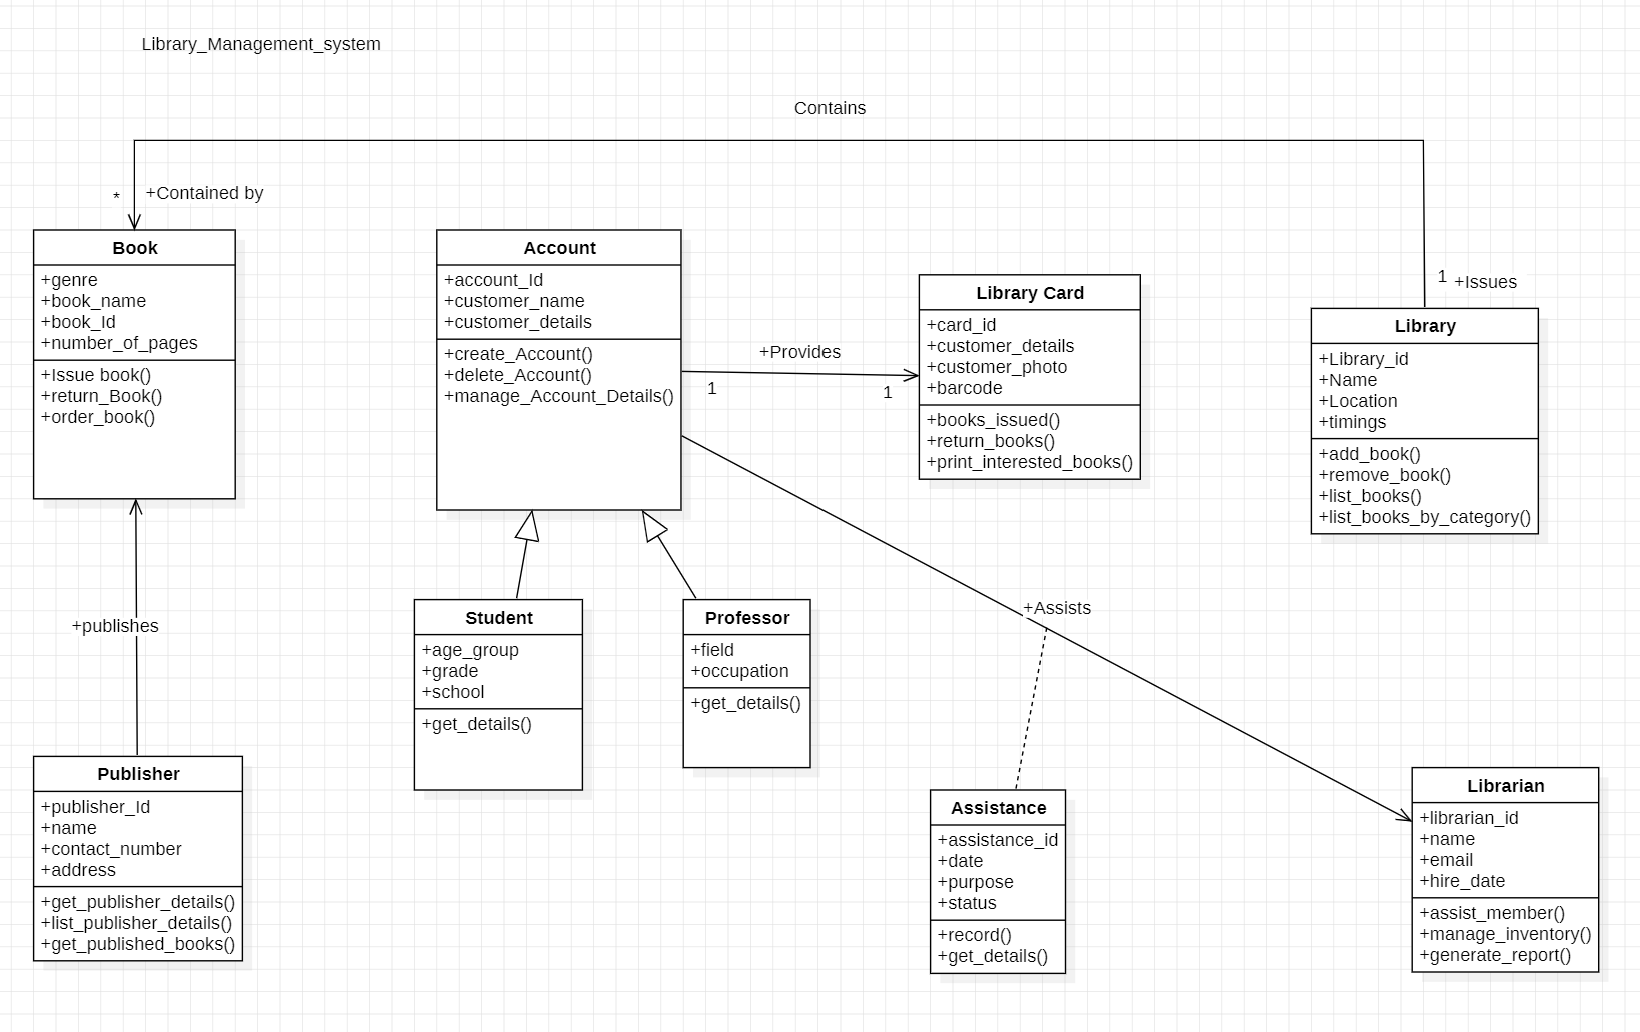 Library_Management_system
Contains
*
+Contained by
1
+Issues
Book
+genre
+book_name
+book_Id
+number_of_pages
+Issue book()
+return_Book()
+order_book()
Account
+account_Id
+customer_name
+customer_details
+create_Account()
+delete_Account()
+manage_Account_Details()
+Provides
1
1
Library Card
+card_id
+customer_details
+customer_photo
+barcode
+books_issued()
+return_books()
+print_interested_books()
Library
+Library_id
+Name
+Location
+timings
+add_book()
+remove_book()
+list_books()
+list_books_by_category()
+publishes
Student
+age_group
+grade
+school
+get_details()
Professor
+field
+occupation
+get_details()
+Assists
Publisher
+publisher_Id
+name
+contact_number
+address
+get_publisher_details()
+list_publisher_details()
+get_published_books()
Assistance
+assistance_id
+date
+purpose
+status
+record()
+get_details()
Librarian
+librarian_id
+name
+email
+hire_date
+assist_member()
+manage_inventory()
+generate_report()